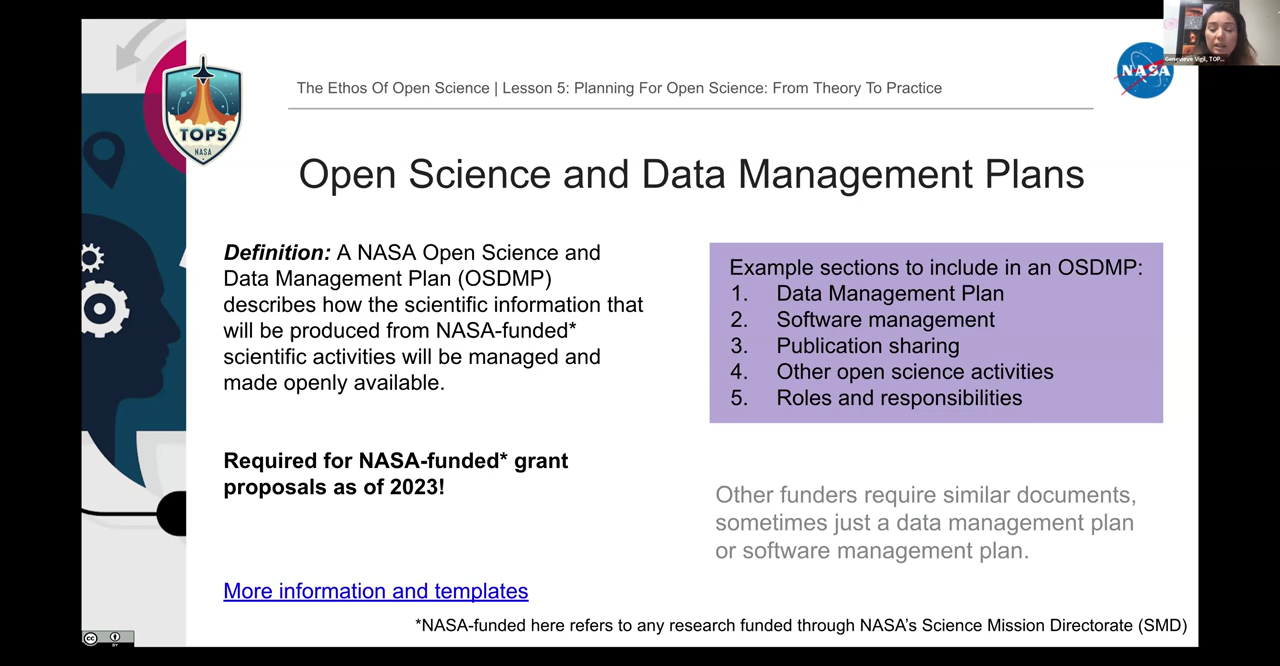 Genevieve Vigil, TOP...
NASA
TOPS
NASA
The Ethos Of Open Science | Lesson 5: Planning For Open Science: From Theory To Practice
Open Science and Data Management Plans
Definition: A NASA Open Science and
Data Management Plan (OSDMP)
describes how the scientific information that
will be produced from NASA-funded*
scientific activities will be managed and
made openly available.
Required for NASA-funded* grant
proposals as of 2023!
More information and templates
Example sections to include in an OSDMP:
1. Data Management Plan
2. Software management
3. Publication sharing
4. Other open science activities
5. Roles and responsibilities
Other funders require similar documents,
sometimes just a data management plan
or software management plan.
*NASA-funded here refers to any research funded through NASA's Science Mission Directorate (SMD)
cc
BY